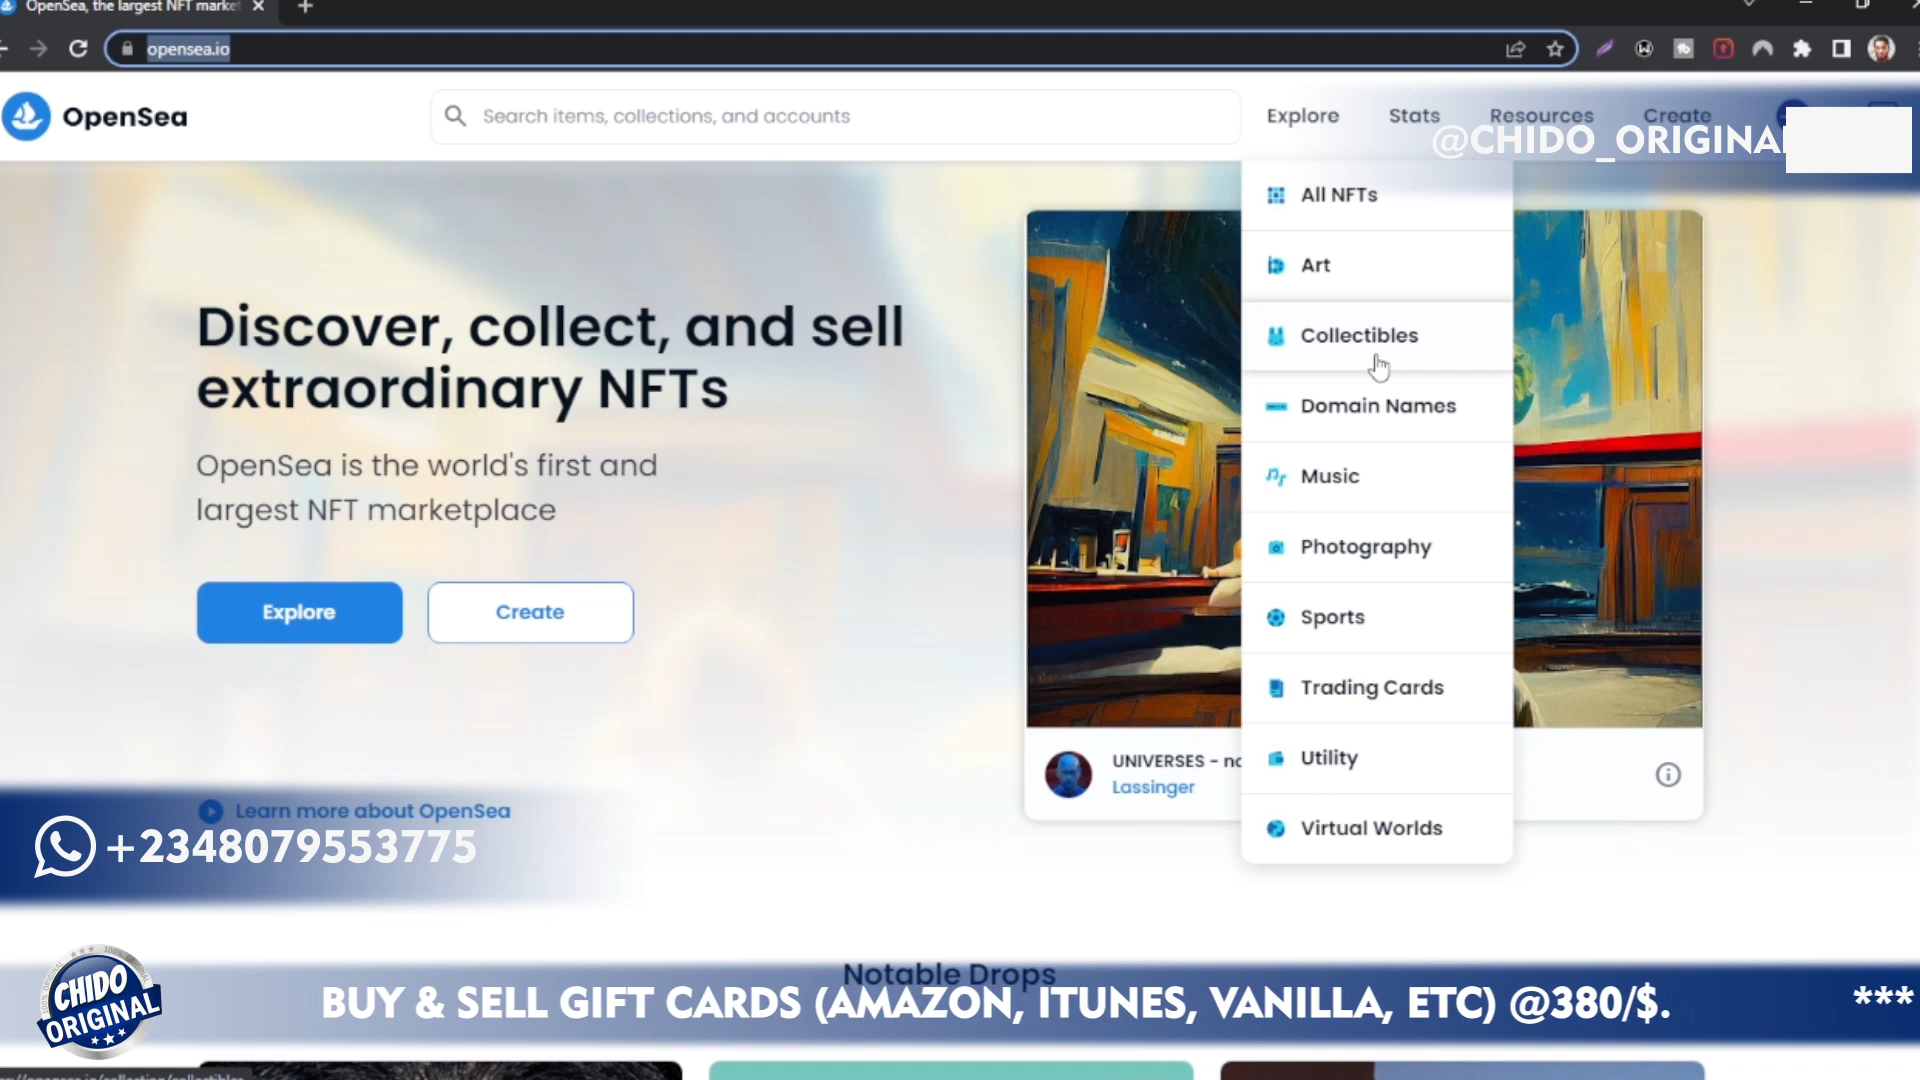 OpenSea, the largest NFT market
opensea.io
OpenSea
Search items, collections, and accounts
Explore
Stats
Resources
Create
@CHIDO_ORIGINA
All NFTs
Art
Collectibles
Domain Names
Music
Photography
Sports
Trading Cards
Utility
Virtual Worlds
Discover, collect, and sell
extraordinary NFTs
OpenSea is the world's first and
largest NFT marketplace
Explore
Create
UNIVERSES - no
Lassinger
Learn more about OpenSea
+2348079553775
Notable Drops
CHIDO
ORIGINAL
BUY & SELL GIFT CARDS (AMAZON, ITUNES, VANILLA, ETC) @380/$.
***